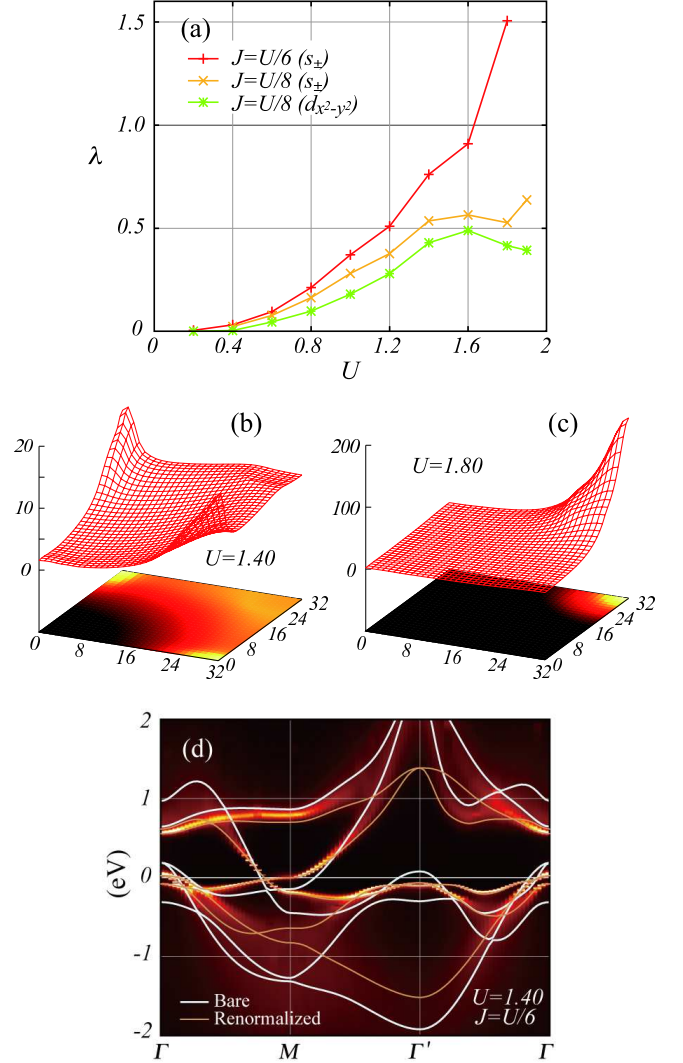 (a)
J=U/6 (s±)
J=U/8 (s±)
J=U/8 (dx²-y²)
1.5
1.0
0.5
0
λ
0 0.4 0.8 1.2 1.6 2
U
(b)
20
10
0
U=1.40
0 8 16 24 32
0 8 16 24 32
(c)
200
100
0
U=1.80
0 8 16 24 32
0 8 16 24 32
(d)
2
1
0
-1
-2
(eV)
Bare
Renormalized
U=1.40
J=U/6
Γ M Γ' Γ